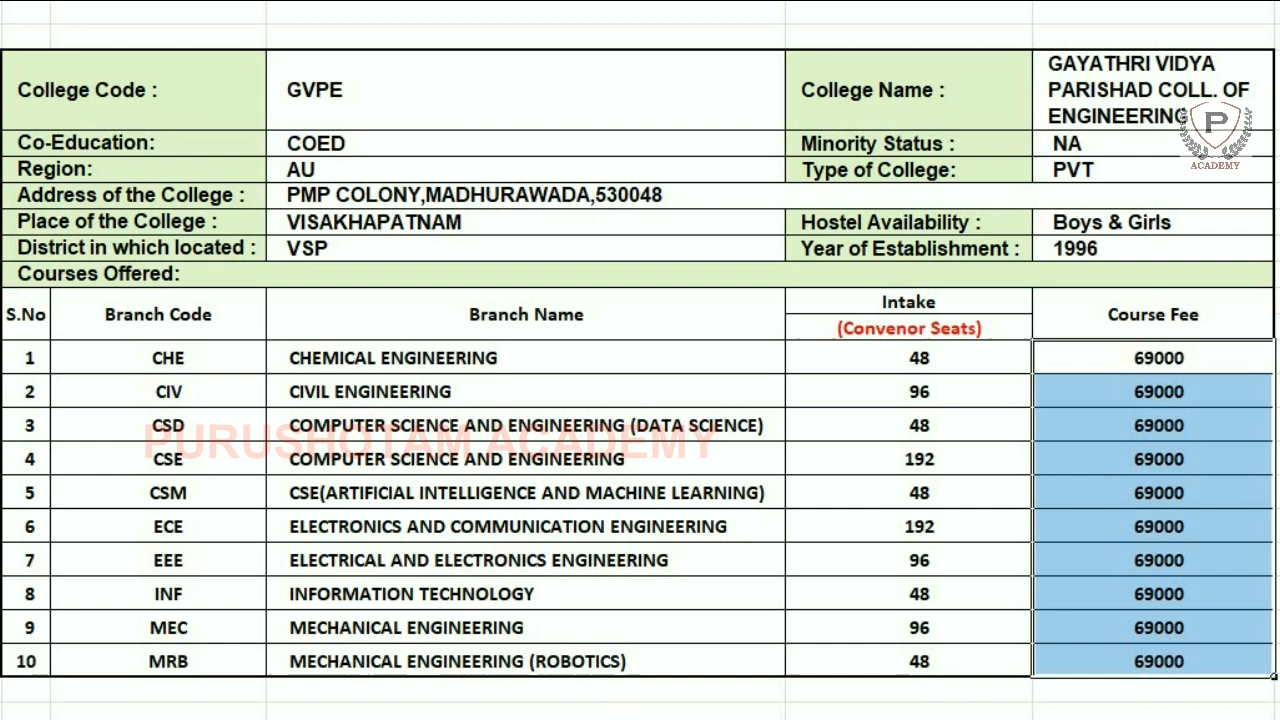 College Code : GVPE College Name : GAYATHRI VIDYA
PARISHAD COLL. OF
ENGINEERING
Co-Education: COED Minority Status : NA
Region: AU Type of College: PVT
Address of the College : PMP COLONY,MADHURAWADA,530048
Place of the College : VISAKHAPATNAM Hostel Availability : Boys & Girls
District in which located : VSP Year of Establishment : 1996
Courses Offered:
S.No Branch Code Branch Name Intake Course Fee
(Convenor Seats)
1 CHE CHEMICAL ENGINEERING 48 69000
2 CIV CIVIL ENGINEERING 96 69000
3 CSD COMPUTER SCIENCE AND ENGINEERING (DATA SCIENCE) 48 69000
4 CSE COMPUTER SCIENCE AND ENGINEERING 192 69000
5 CSM CSE(ARTIFICIAL INTELLIGENCE AND MACHINE LEARNING) 48 69000
6 ECE ELECTRONICS AND COMMUNICATION ENGINEERING 192 69000
7 EEE ELECTRICAL AND ELECTRONICS ENGINEERING 96 69000
8 INF INFORMATION TECHNOLOGY 48 69000
9 MEC MECHANICAL ENGINEERING 96 69000
10 MRB MECHANICAL ENGINEERING (ROBOTICS) 48 69000
PURUSHOTAM ACADEMY
P
ACADEMY